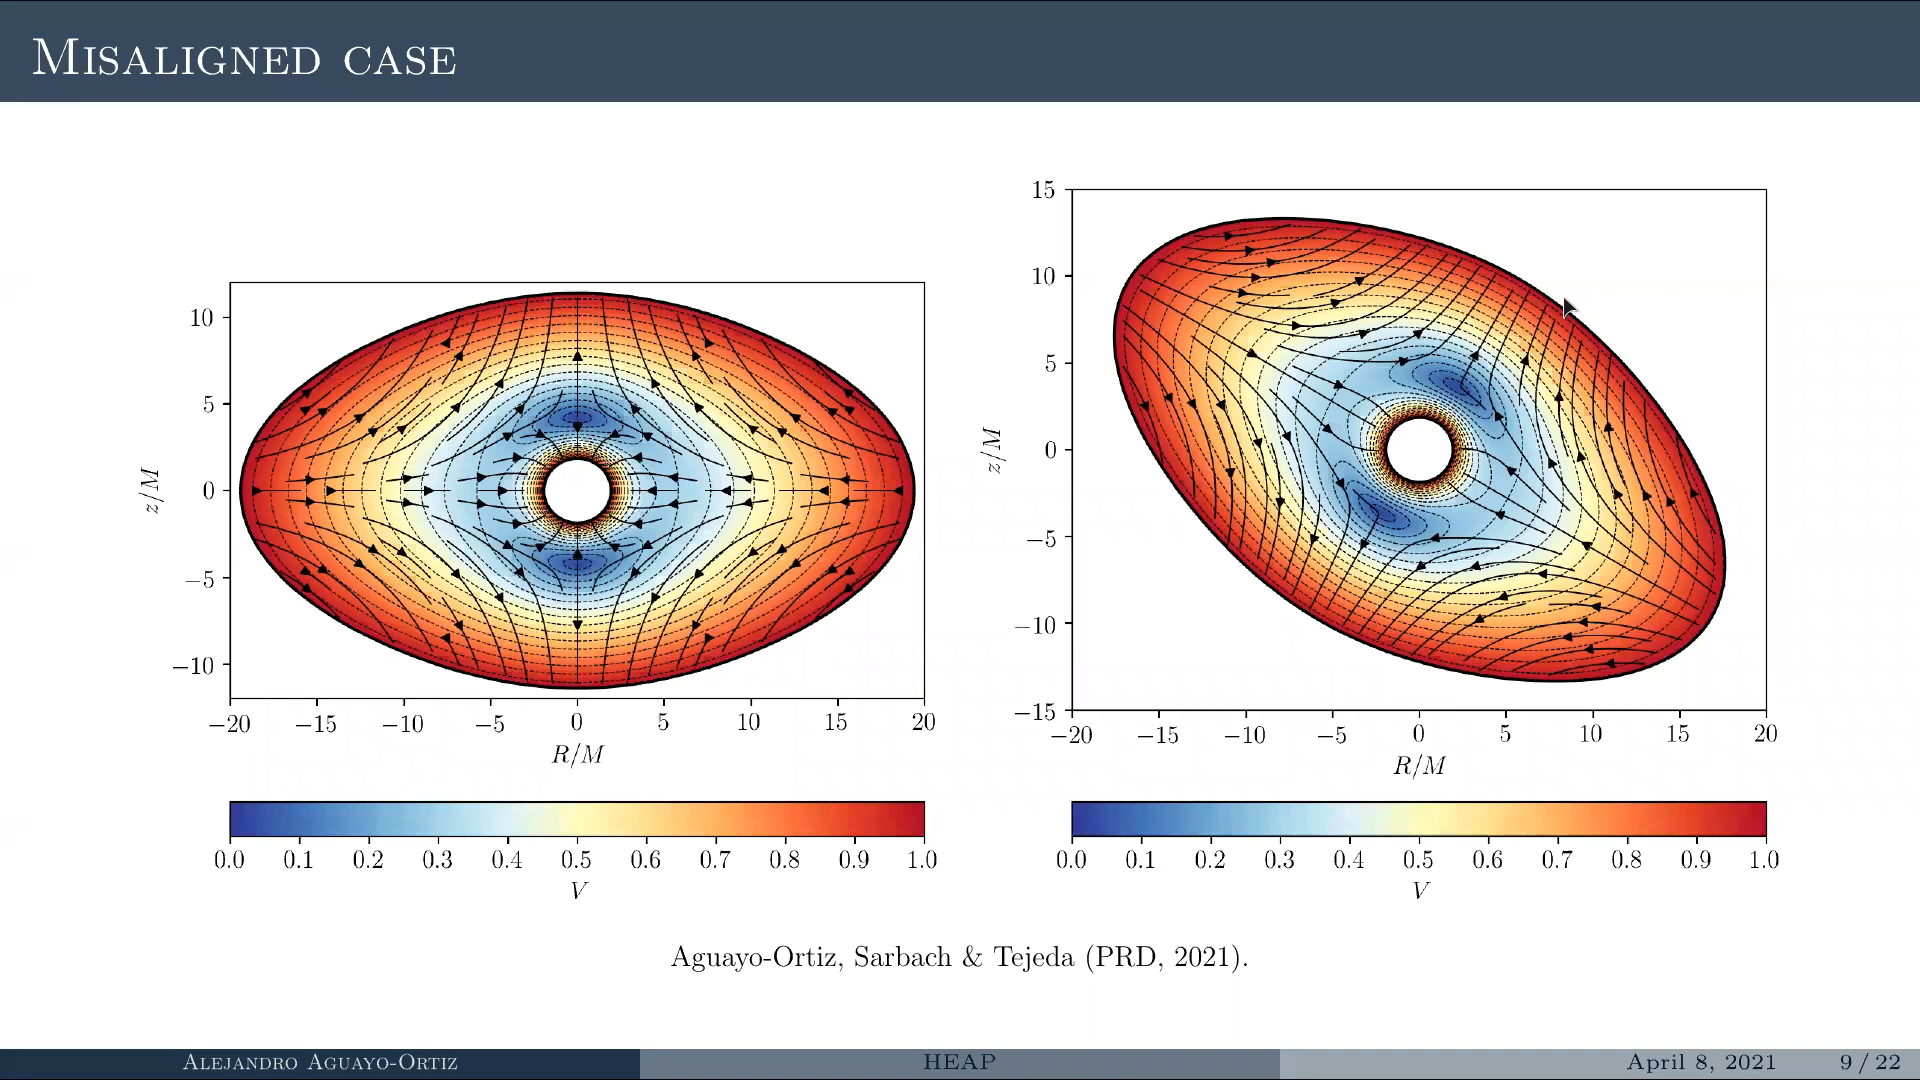 Misaligned case
10
5
0
−5
−10
z/M
−20 −15 −10 −5 0 5 10 15 20
R/M
0.0 0.1 0.2 0.3 0.4 0.5 0.6 0.7 0.8 0.9 1.0
V
15
10
5
0
−5
−10
−15
z/M
−20 −15 −10 −5 0 5 10 15 20
R/M
0.0 0.1 0.2 0.3 0.4 0.5 0.6 0.7 0.8 0.9 1.0
V
Aguayo-Ortiz, Sarbach & Tejeda (PRD, 2021).
Alejandro Aguayo-Ortiz HEAP April 8, 2021 9 / 22